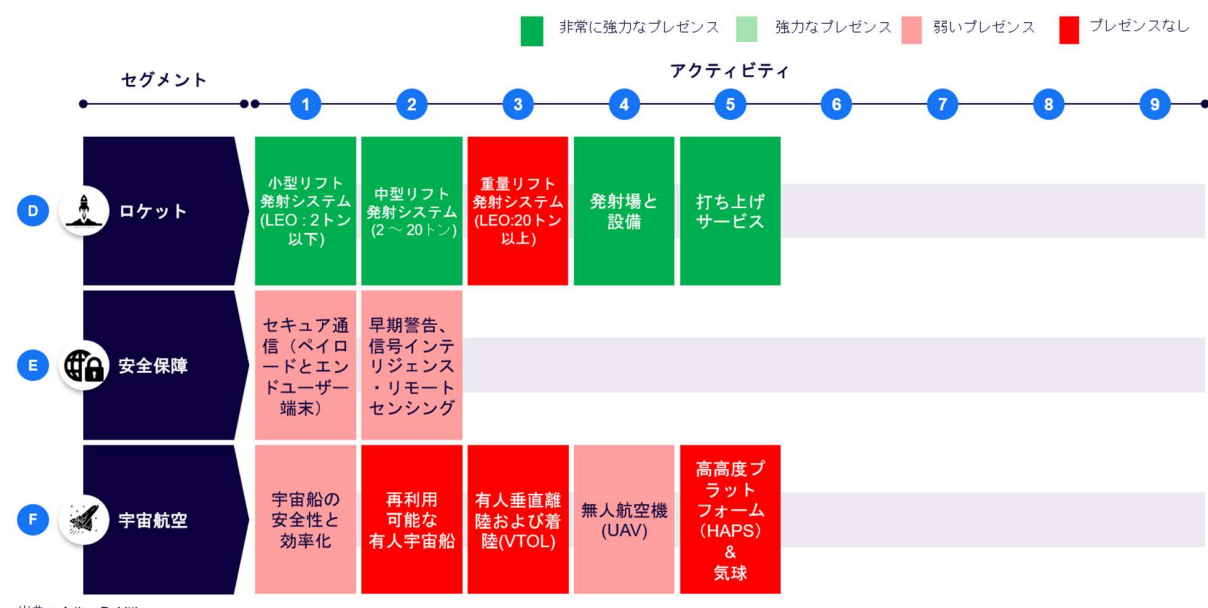 非常に強力なプレゼンス
強力なプレゼンス
弱いプレゼンス
プレゼンスなし
セグメント
アクティビティ
1
2
3
4
5
6
7
8
9
D
ロケット
小型リフト
発射システム
(LEO : 2トン
以下)
中型リフト
発射システム
(2 ~ 20トン)
重量リフト
発射システム
(LEO:20トン
以上)
発射場と
設備
打ち上げ
サービス
E
安全保障
セキュア通
信（ペイロ
ードとエン
ドユーザー
端末）
早期警告、
信号インテ
リジェンス
・リモート
センシング
F
宇宙航空
宇宙船の
安全性と
効率化
再利用
可能な
有人宇宙船
有人垂直離
陸および着
陸(VTOL)
無人航空機
(UAV)
高高度プ
ラット
フォーム
（HAPS）
&
気球